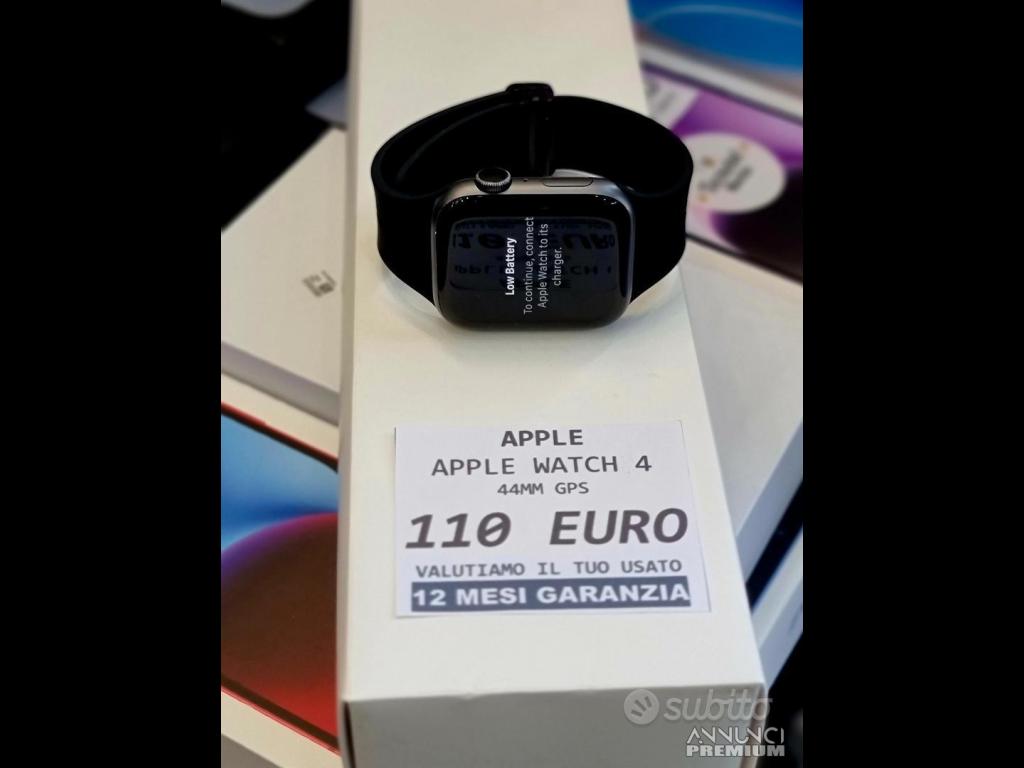 Low Battery
To continue, connect
Apple Watch to its
charger.
APPLE
APPLE WATCH 4
44MM GPS
110 EURO
VALUTIAMO IL TUO USATO
12 MESI GARANZIA
subito
ANNUNCI
PREMIUM